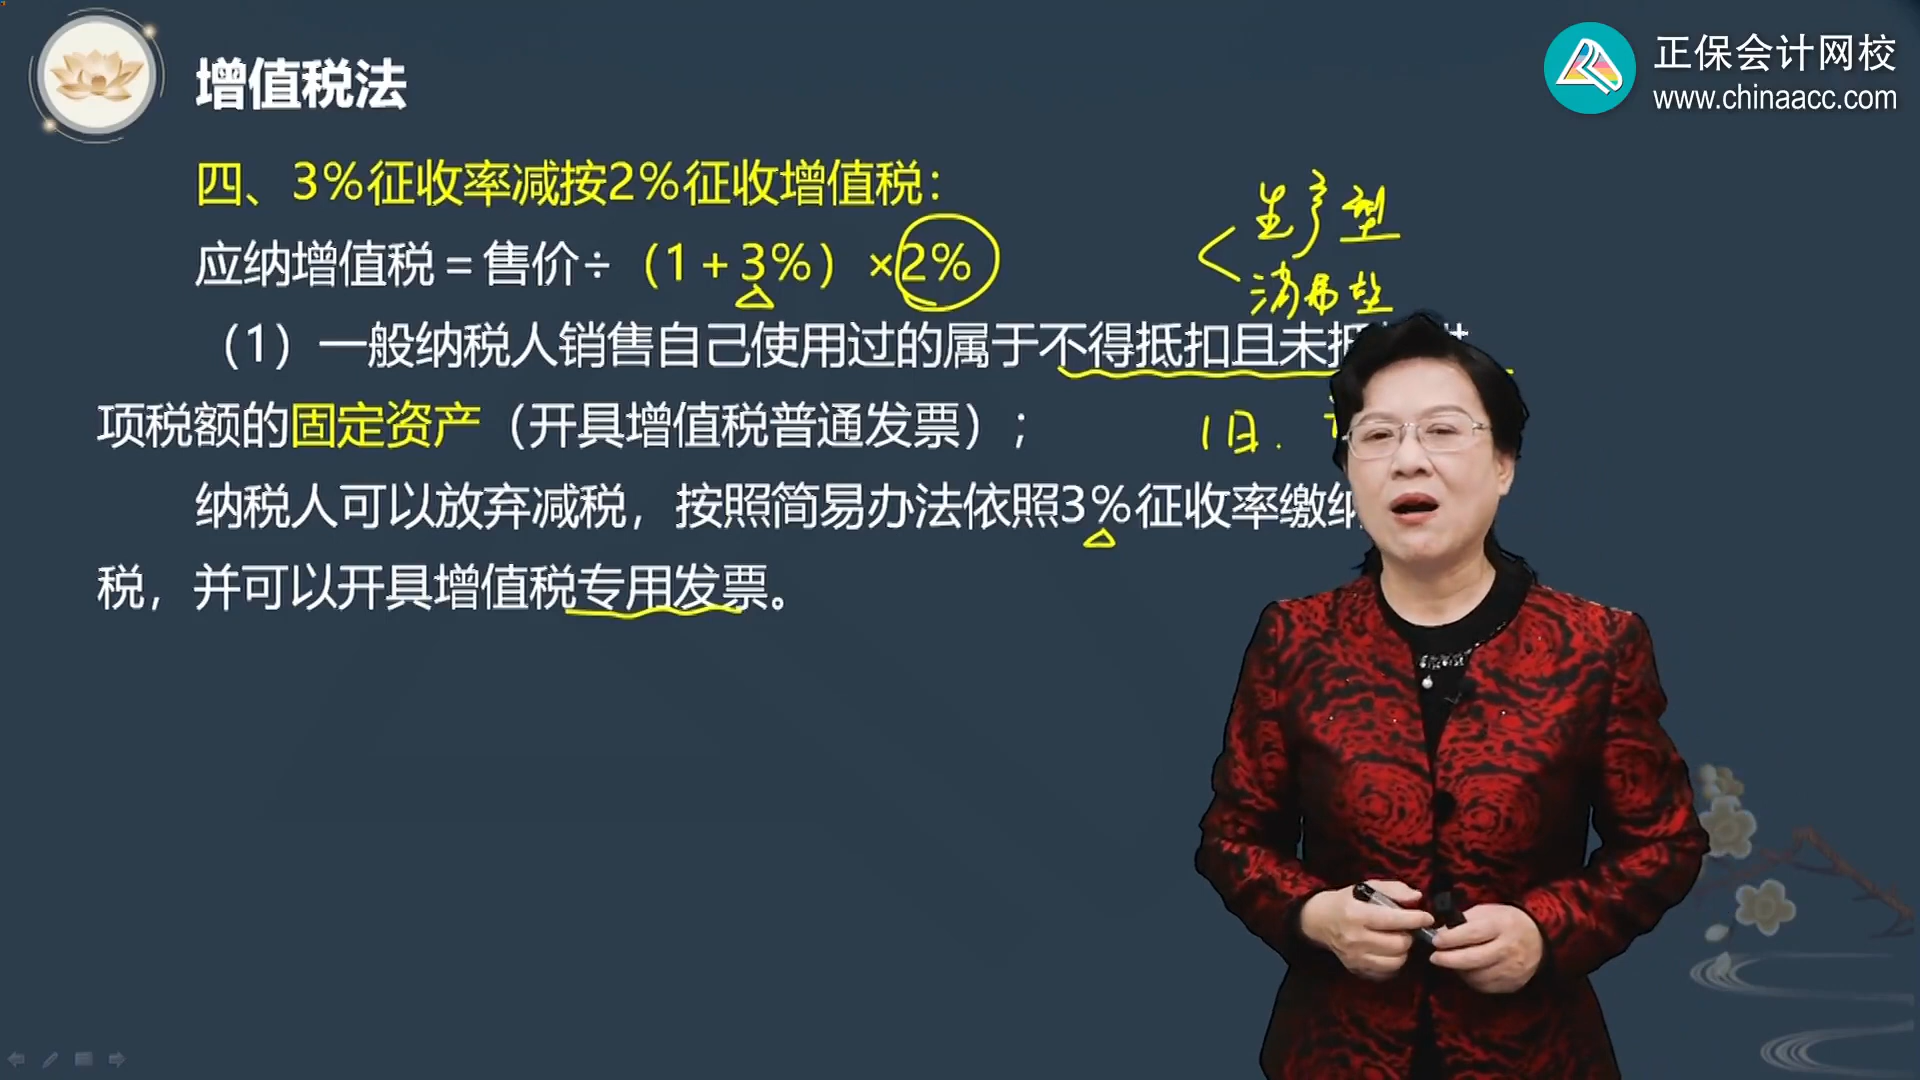 正保会计网校
www.chinaacc.com
增值税法
四、3%征收率减按2%征收增值税：
应纳增值税＝售价÷（1＋3%）×2%
生产型
消费型
（1）一般纳税人销售自己使用过的属于不得抵扣且未抵
项税额的固定资产（开具增值税普通发票）；
旧.
纳税人可以放弃减税，按照简易办法依照3%征收率缴纳
税，并可以开具增值税专用发票。